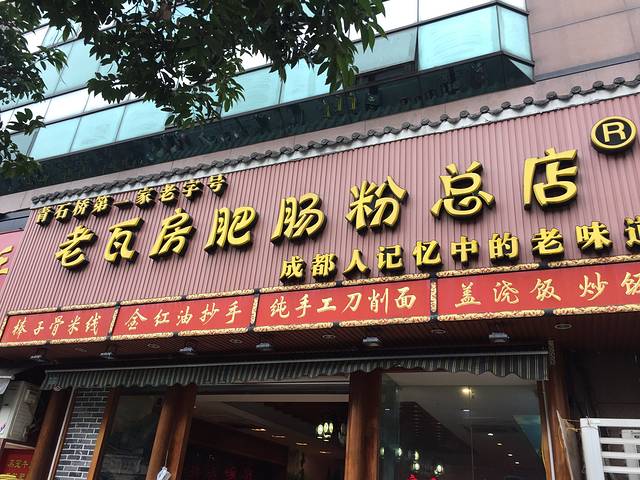 青石桥第一家老字号
老瓦房肥肠粉总店®
成都人记忆中的老味道
棒子骨米线 金红油抄手 纯手工刀削面 盖浇饭 炒饭